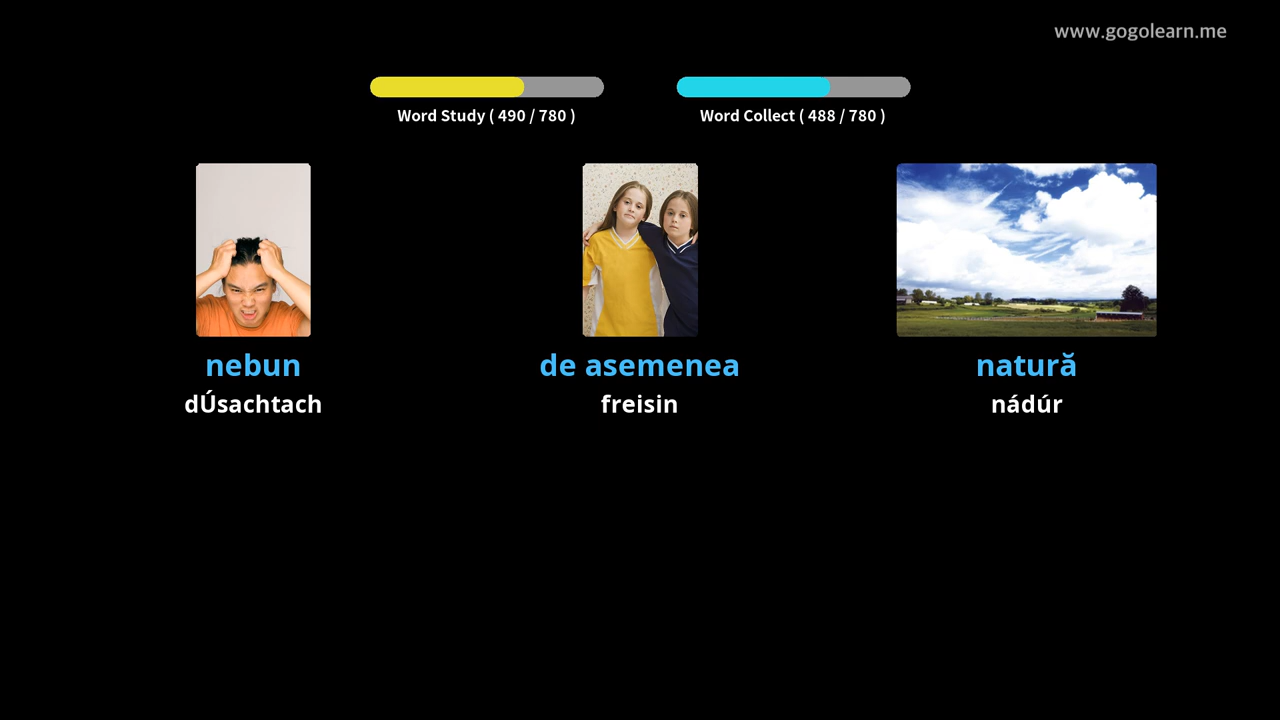 www.gogolearn.me
Word Study ( 490 / 780 )
Word Collect ( 488 / 780 )
nebun
de asemenea
natură
dÚsachtach
freisin
nádúr